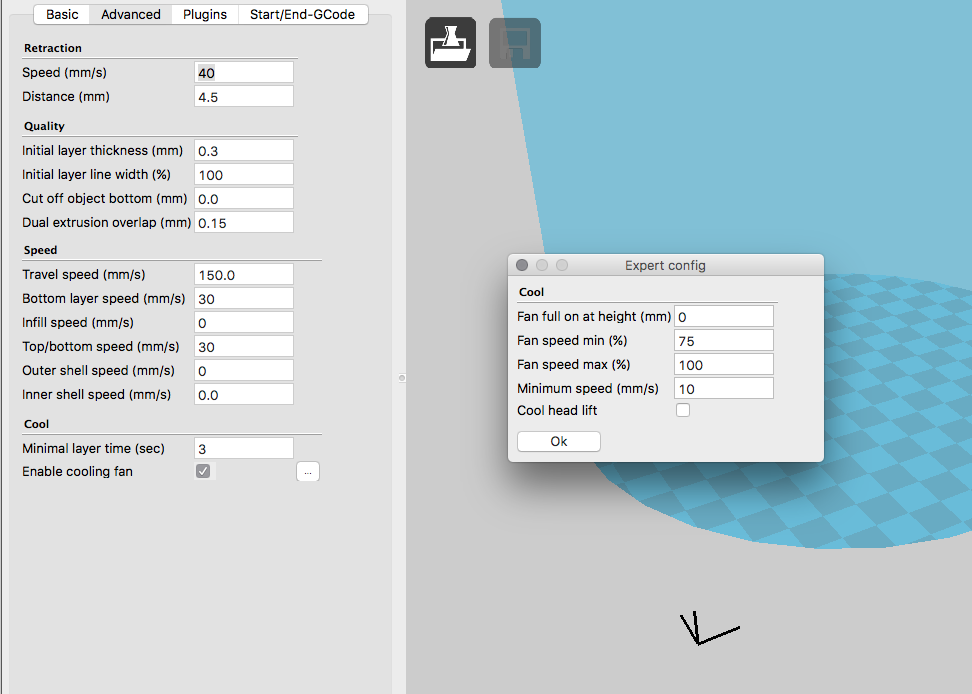 Basic Advanced Plugins Start/End-GCode
Retraction
Speed (mm/s) 40
Distance (mm) 4.5
Quality
Initial layer thickness (mm) 0.3
Initial layer line width (%) 100
Cut off object bottom (mm) 0.0
Dual extrusion overlap (mm) 0.15
Speed
Travel speed (mm/s) 150.0
Bottom layer speed (mm/s) 30
Infill speed (mm/s) 0
Top/bottom speed (mm/s) 30
Outer shell speed (mm/s) 0
Inner shell speed (mm/s) 0.0
Cool
Minimal layer time (sec) 3
Enable cooling fan ...
Expert config
Cool
Fan full on at height (mm) 0
Fan speed min (%) 75
Fan speed max (%) 100
Minimum speed (mm/s) 10
Cool head lift
Ok